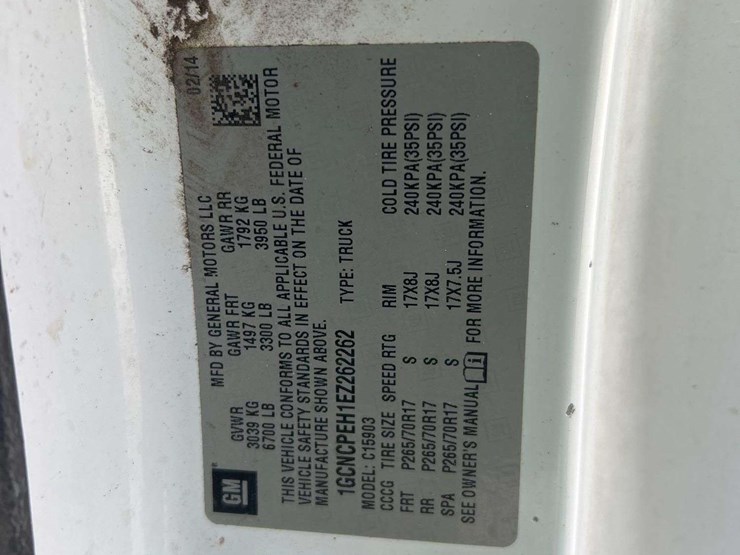 GM
MFD BY GENERAL MOTORS LLC 02/14
GVWR GAWR FRT GAWR RR
3039 KG 1497 KG 1792 KG
6700 LB 3300 LB 3950 LB
THIS VEHICLE CONFORMS TO ALL APPLICABLE U.S. FEDERAL MOTOR
VEHICLE SAFETY STANDARDS IN EFFECT ON THE DATE OF
MANUFACTURE SHOWN ABOVE.
1GCNCPEH1EZ262262 TYPE: TRUCK
MODEL: C15903
CCCG TIRE SIZE SPEED RTG RIM COLD TIRE PRESSURE
FRT P265/70R17 S 17X8J 240KPA(35PSI)
RR P265/70R17 S 17X8J 240KPA(35PSI)
SPA P265/70R17 S 17X7.5J 240KPA(35PSI)
SEE OWNER'S MANUAL i FOR MORE INFORMATION.